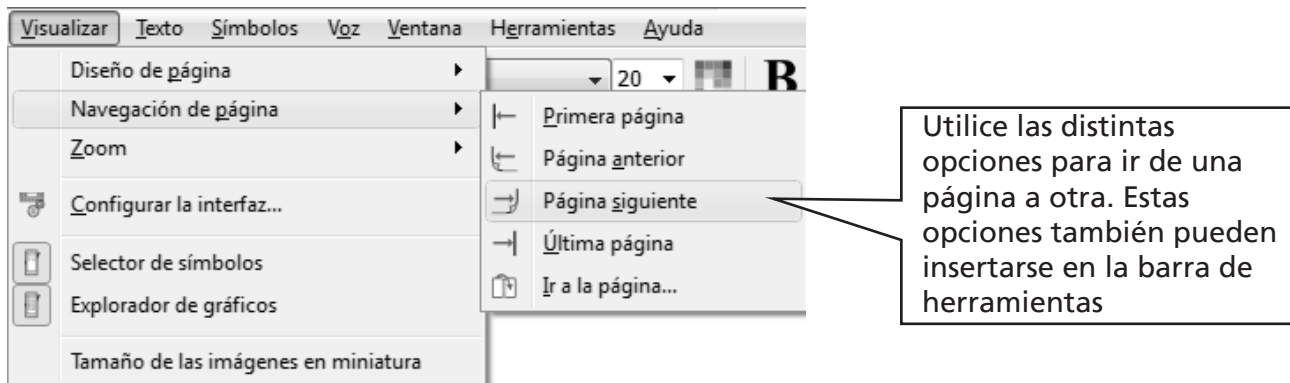 Visualizar Texto Símbolos Voz Ventana Herramientas Ayuda
Diseño de página
20 B
Navegación de página
Primera página
Zoom
Página anterior
Configurar la interfaz...
Página siguiente
Última página
Selector de símbolos
Ir a la página...
Explorador de gráficos
Tamaño de las imágenes en miniatura
Utilice las distintas
opciones para ir de una
página a otra. Estas
opciones también pueden
insertarse en la barra de
herramientas